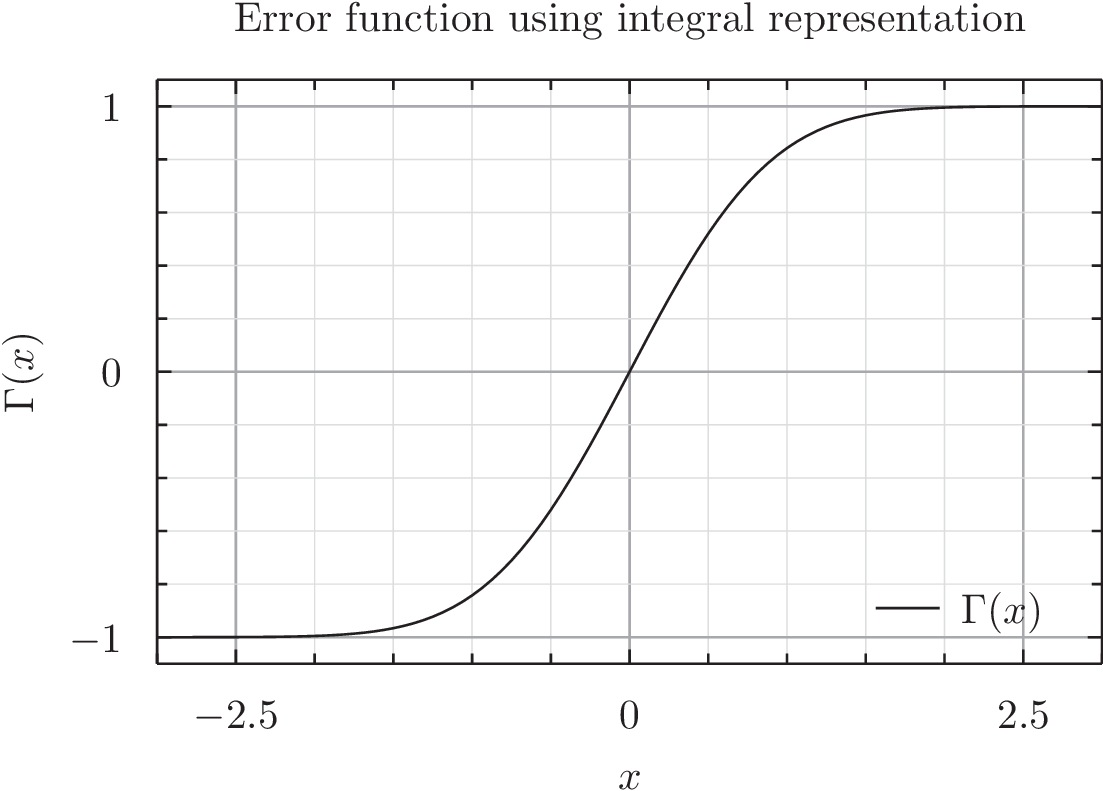 Error function using integral representation
1
0
−1
Γ(x)
Γ(x)
−2.5
0
2.5
x